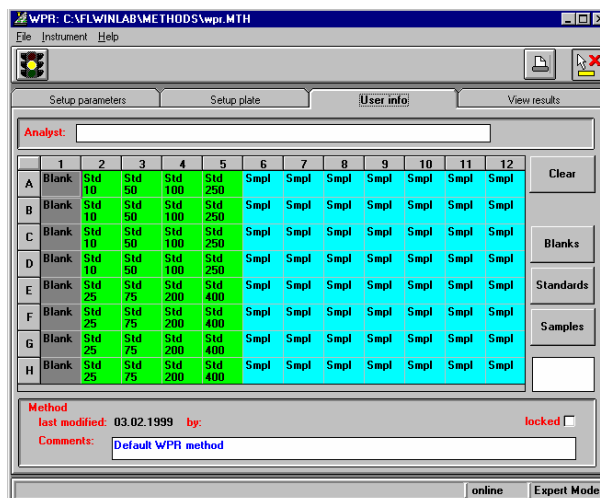 WPR: C:\FLWINLAB\METHODS\wpr.MTH
File Instrument Help
Setup parameters Setup plate User info View results
Analyst:
1 2 3 4 5 6 7 8 9 10 11 12
A Blank Std 10 Std 50 Std 100 Std 250 Smpl Smpl Smpl Smpl Smpl Smpl Smpl
B Blank Std 10 Std 50 Std 100 Std 250 Smpl Smpl Smpl Smpl Smpl Smpl Smpl
C Blank Std 10 Std 50 Std 100 Std 250 Smpl Smpl Smpl Smpl Smpl Smpl Smpl
D Blank Std 10 Std 50 Std 100 Std 250 Smpl Smpl Smpl Smpl Smpl Smpl Smpl
E Blank Std 25 Std 75 Std 200 Std 400 Smpl Smpl Smpl Smpl Smpl Smpl Smpl
F Blank Std 25 Std 75 Std 200 Std 400 Smpl Smpl Smpl Smpl Smpl Smpl Smpl
G Blank Std 25 Std 75 Std 200 Std 400 Smpl Smpl Smpl Smpl Smpl Smpl Smpl
H Blank Std 25 Std 75 Std 200 Std 400 Smpl Smpl Smpl Smpl Smpl Smpl Smpl
Clear
Blanks
Standards
Samples
Method
last modified: 03.02.1999 by: locked
Comments: Default WPR method
online Expert Mode